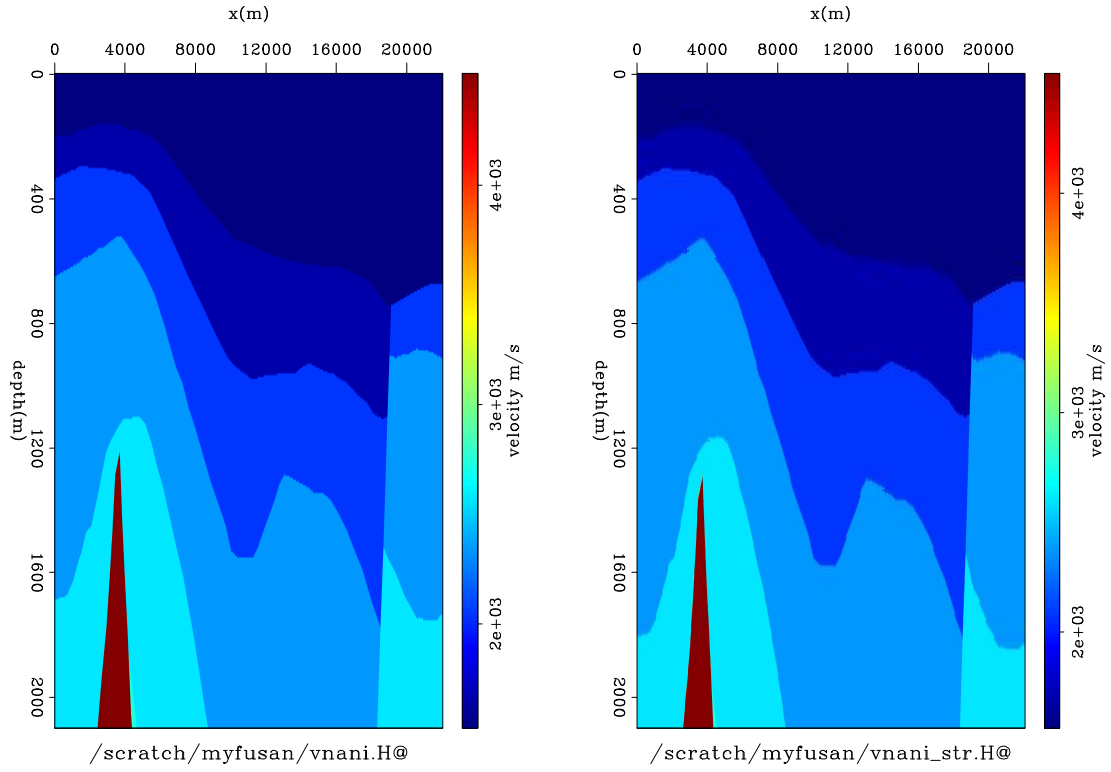 x(m)
0 4000 8000 12000 16000 20000
0
400
800
1200
1600
2000
depth(m)
4e+03
3e+03
2e+03
velocity m/s
/scratch/myfusan/vnani.H@
x(m)
0 4000 8000 12000 16000 20000
0
400
800
1200
1600
2000
depth(m)
4e+03
3e+03
2e+03
velocity m/s
/scratch/myfusan/vnani_str.H@